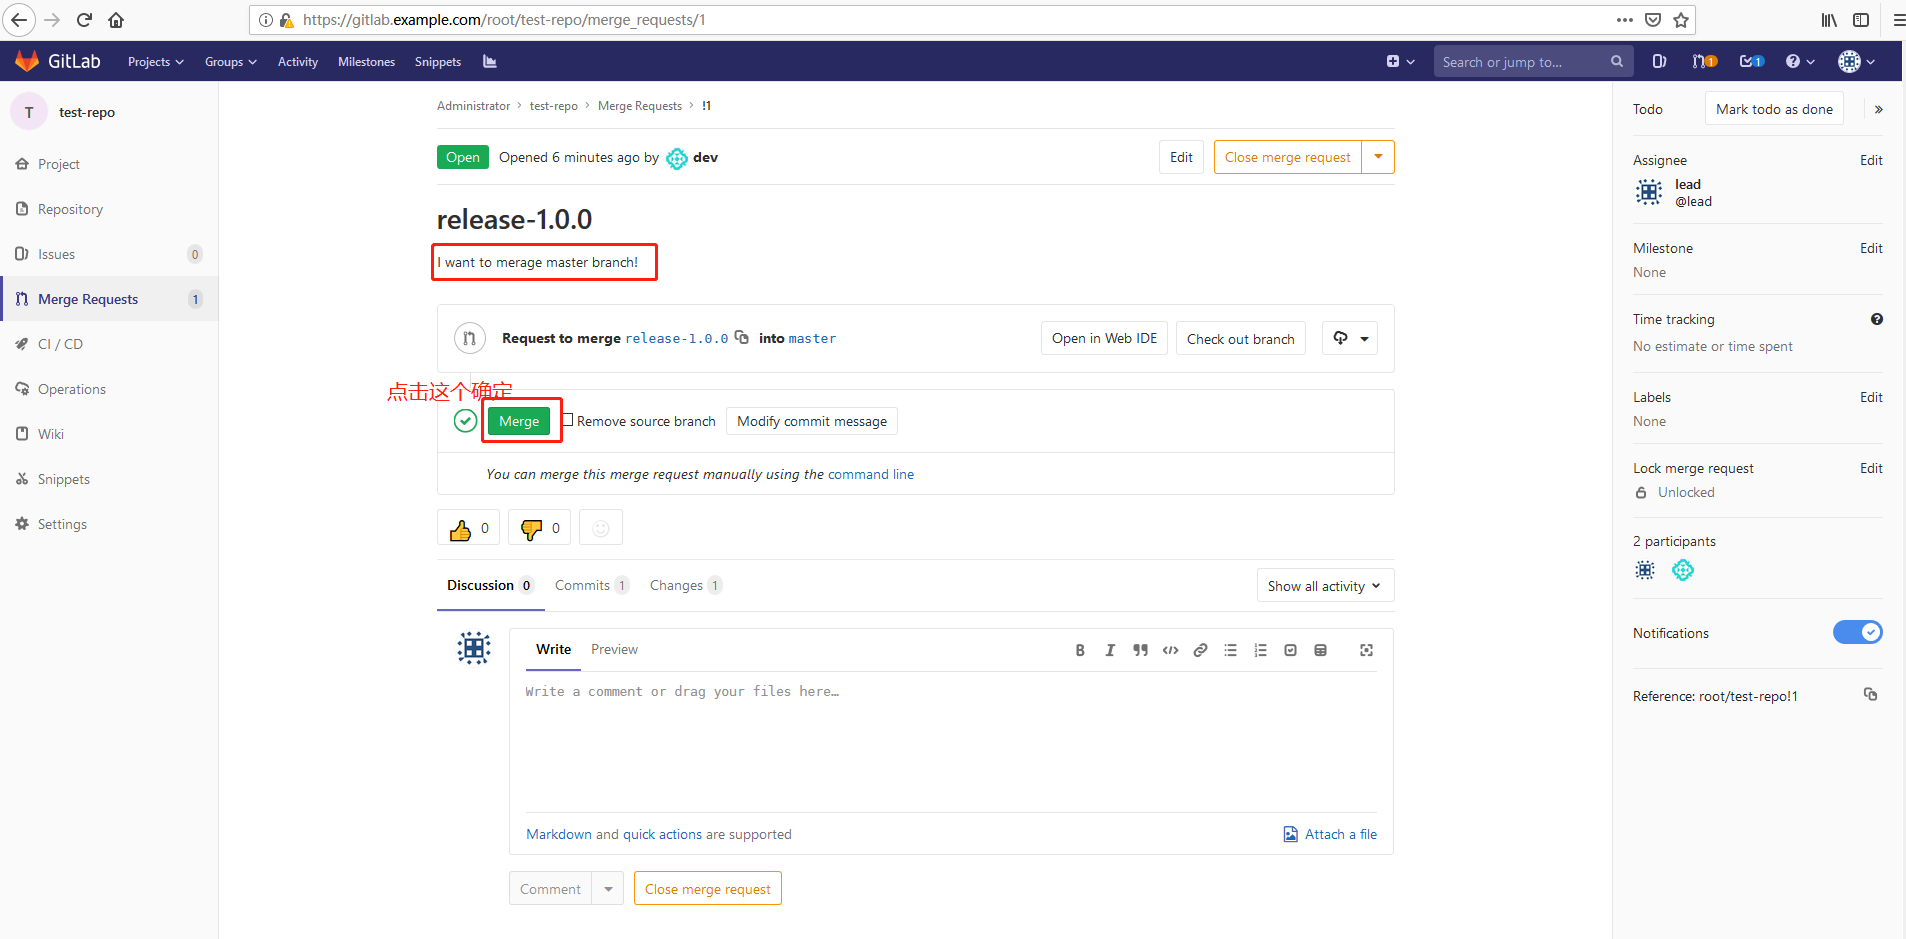 https://gitlab.example.com/root/test-repo/merge_requests/1
GitLab Projects Groups Activity Milestones Snippets Search or jump to... 1 1
T test-repo
Project
Repository
Issues 0
Merge Requests 1
CI / CD
Operations
Wiki
Snippets
Settings
Administrator > test-repo > Merge Requests > !1
Open Opened 6 minutes ago by dev Edit Close merge request
release-1.0.0
I want to merage master branch!
Request to merge release-1.0.0 into master Open in Web IDE Check out branch
点击这个确定
Merge Remove source branch Modify commit message
You can merge this merge request manually using the command line
0 0
Discussion 0 Commits 1 Changes 1 Show all activity
Write Preview
Write a comment or drag your files here…
Markdown and quick actions are supported Attach a file
Comment Close merge request
Todo Mark todo as done »
Assignee Edit
lead
@lead
Milestone Edit
None
Time tracking
No estimate or time spent
Labels Edit
None
Lock merge request Edit
Unlocked
2 participants
Notifications
Reference: root/test-repo!1